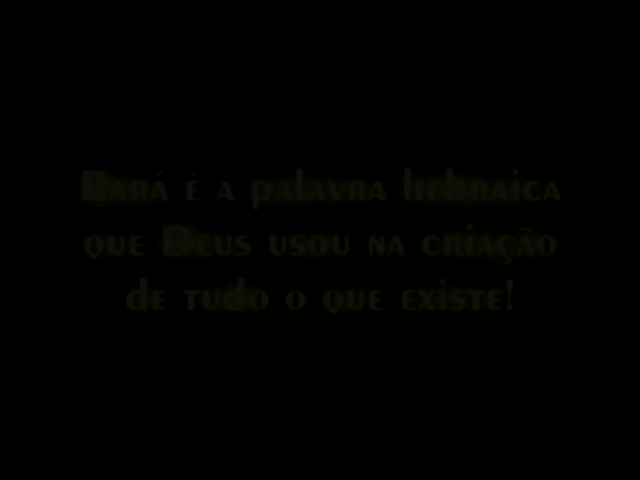 Bará é a palavra hebraica
que Deus usou na criação
de tudo o que existe!